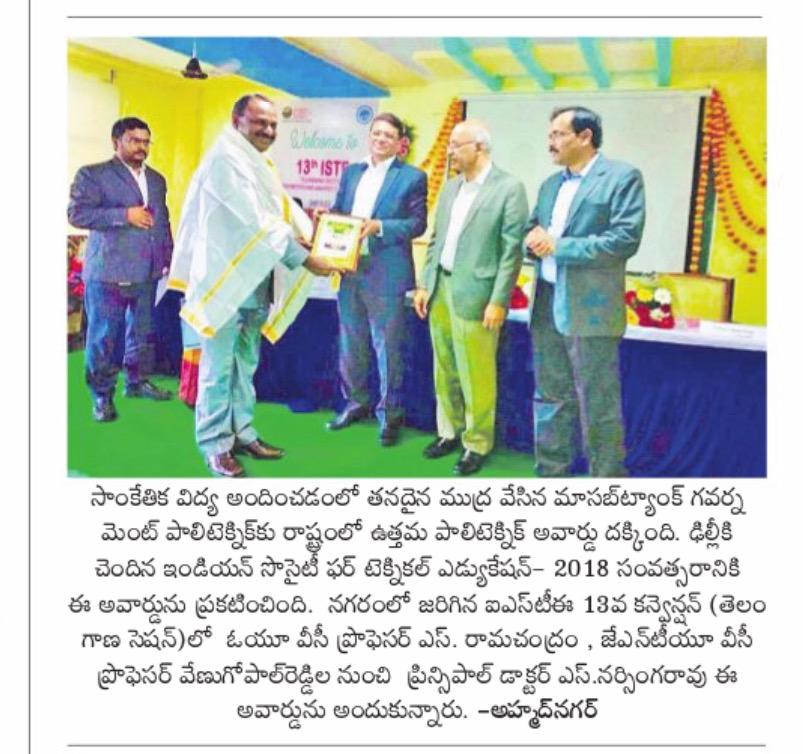 Welcome to
13th ISTE
సాంకేతిక విద్య అందించడంలో తనదైన ముద్ర వేసిన మాసబ్‌ట్యాంక్ గవర్న
మెంట్ పాలిటెక్నిక్‌కు రాష్ట్రంలో ఉత్తమ పాలిటెక్నిక్ అవార్డు దక్కింది. ఢిల్లీకి
చెందిన ఇండియన్ సొసైటీ ఫర్ టెక్నికల్ ఎడ్యుకేషన్– 2018 సంవత్సరానికి
ఈ అవార్డును ప్రకటించింది. నగరంలో జరిగిన ఐఎస్‌టీఈ 13వ కన్వెన్షన్ (తెలం
గాణ సెషన్)లో ఓయూ వీసీ ప్రొఫెసర్ ఎస్. రామచంద్రం , జేఎన్‌టీయూ వీసీ
ప్రొఫెసర్ వేణుగోపాల్‌రెడ్డిల నుంచి ప్రిన్సిపాల్ డాక్టర్ ఎస్.నర్సింగరావు ఈ
అవార్డును అందుకున్నారు. –అహ్మద్‌నగర్